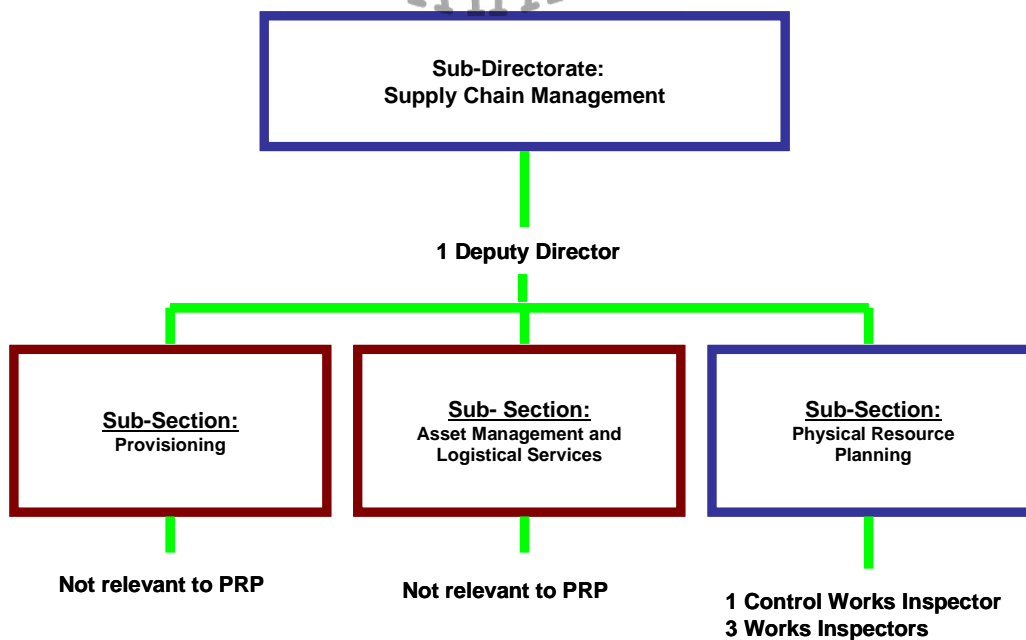 Sub-Directorate:
Supply Chain Management
1 Deputy Director
Sub-Section:
Provisioning
Sub- Section:
Asset Management and
Logistical Services
Sub-Section:
Physical Resource
Planning
Not relevant to PRP
Not relevant to PRP
1 Control Works Inspector
3 Works Inspectors